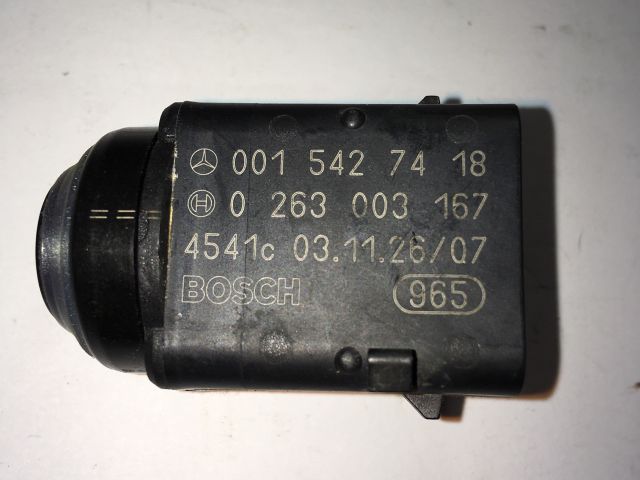 001 542 74 18
H 0 263 003 167
4541c 03.11.26/07
BOSCH 965